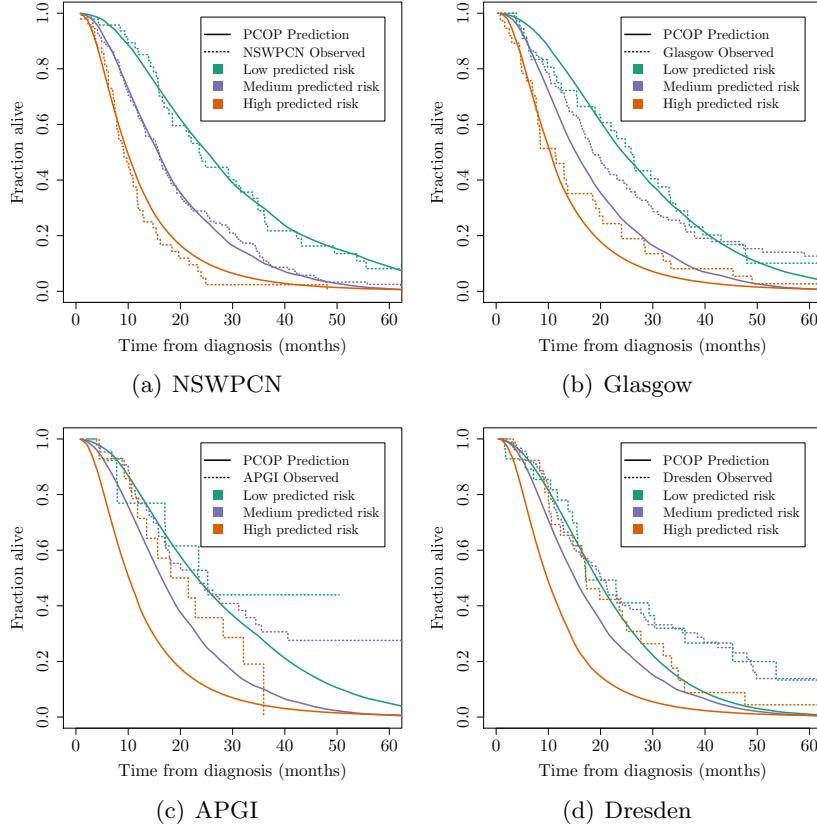 PCOP Prediction
NSWPCN Observed
Low predicted risk
Medium predicted risk
High predicted risk
Fraction alive
1.0
0.8
0.6
0.4
0.2
0.0
0 10 20 30 40 50 60
Time from diagnosis (months)
(a) NSWPCN
PCOP Prediction
Glasgow Observed
Low predicted risk
Medium predicted risk
High predicted risk
Fraction alive
1.0
0.8
0.6
0.4
0.2
0.0
0 10 20 30 40 50 60
Time from diagnosis (months)
(b) Glasgow
PCOP Prediction
APGI Observed
Low predicted risk
Medium predicted risk
High predicted risk
Fraction alive
1.0
0.8
0.6
0.4
0.2
0.0
0 10 20 30 40 50 60
Time from diagnosis (months)
(c) APGI
PCOP Prediction
Dresden Observed
Low predicted risk
Medium predicted risk
High predicted risk
Fraction alive
1.0
0.8
0.6
0.4
0.2
0.0
0 10 20 30 40 50 60
Time from diagnosis (months)
(d) Dresden